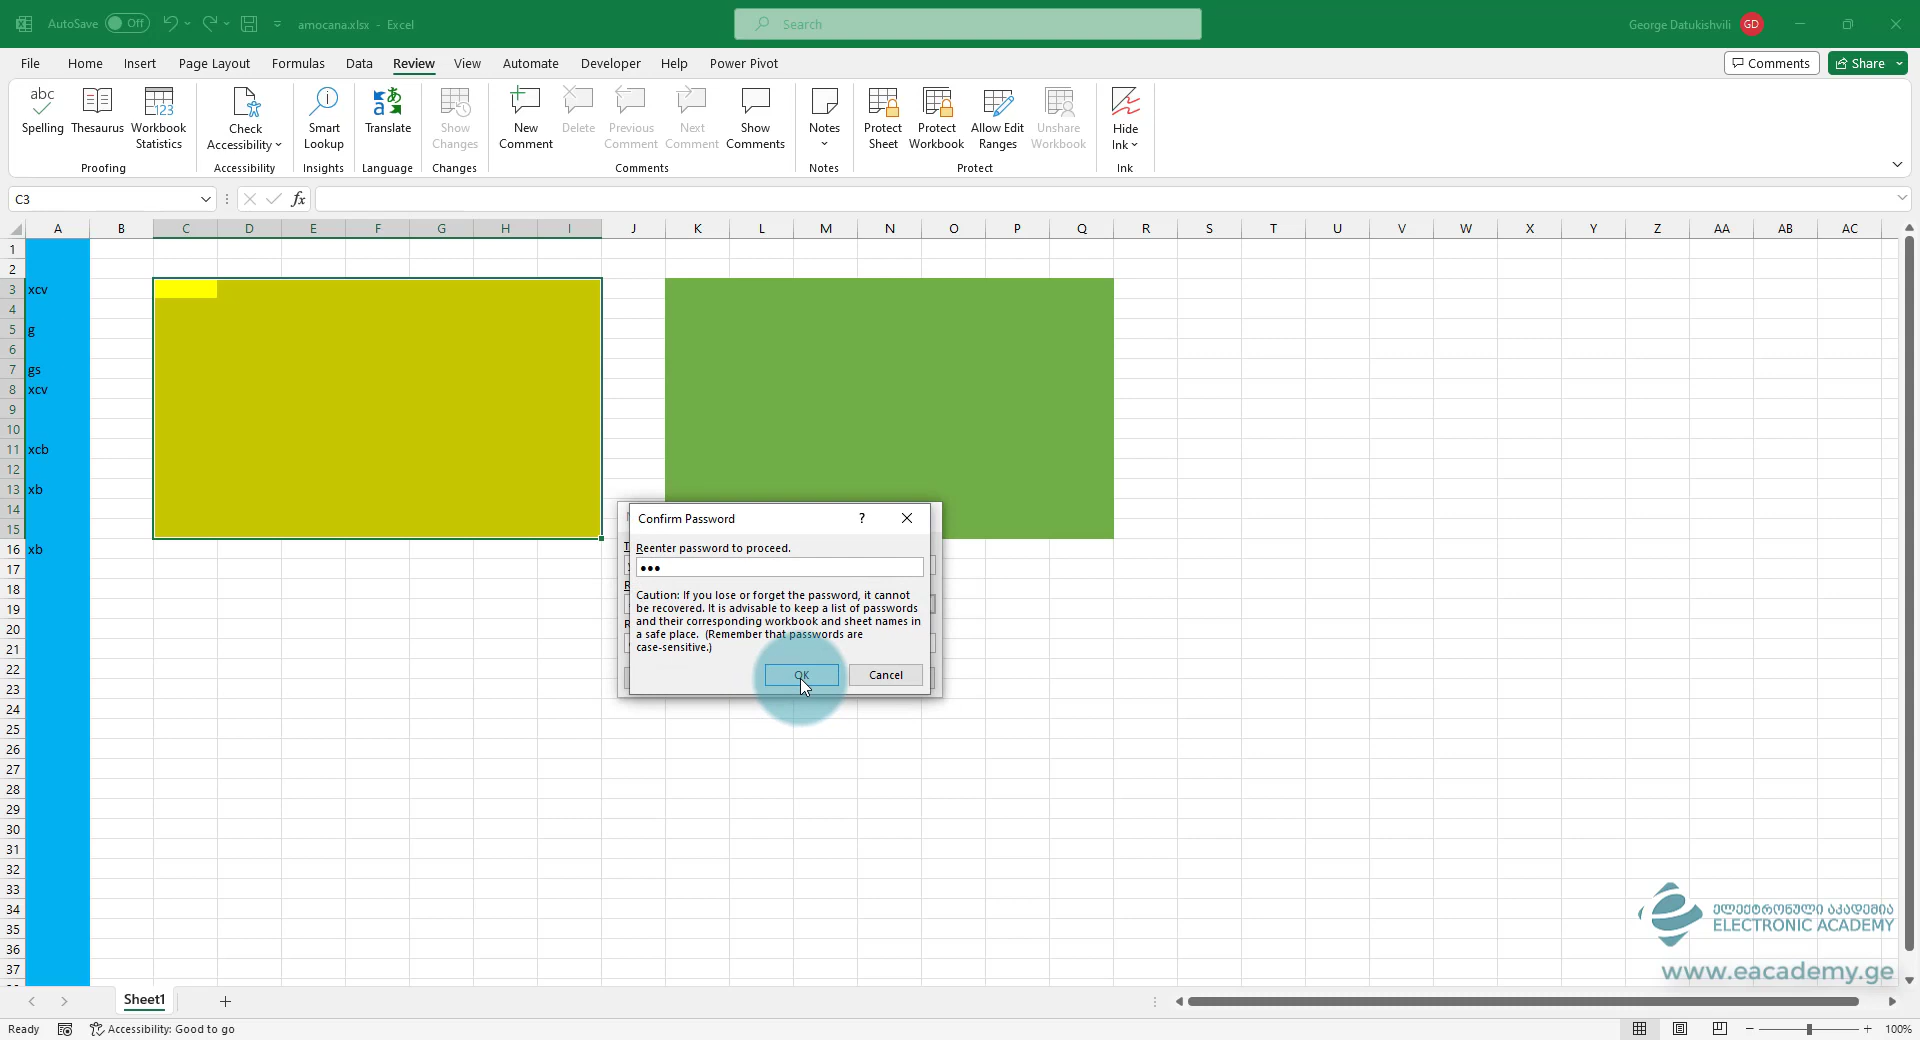 AutoSave Off amocana.xlsx - Excel Search George Datukishvili GD
File Home Insert Page Layout Formulas Data Review View Automate Developer Help Power Pivot Comments Share
abc 123
Spelling Thesaurus Workbook Statistics Check Accessibility Smart Lookup Translate Show Changes New Comment Delete Previous Comment Next Comment Show Comments Notes Protect Sheet Protect Workbook Allow Edit Ranges Unshare Workbook Hide Ink
Proofing Accessibility Insights Language Changes Comments Notes Protect Ink
C3 fx
A B C D E F G H I J K L M N O P Q R S T U V W X Y Z AA AB AC
1
2
3 xcv
4
5 g
6
7 gs
8 xcv
9
10
11 xcb
12
13 xb
14
15
16 xb
17
18
19
20
21
22
23
24
25
26
27
28
29
30
31
32
33
34
35
36
37
Confirm Password ?
Reenter password to proceed.
Caution: If you lose or forget the password, it cannot
be recovered. It is advisable to keep a list of passwords
and their corresponding workbook and sheet names in
a safe place. (Remember that passwords are
case-sensitive.)
OK Cancel
ელექტრონული აკადემია
ELECTRONIC ACADEMY
www.eacademy.ge
Sheet1
Ready Accessibility: Good to go 100%